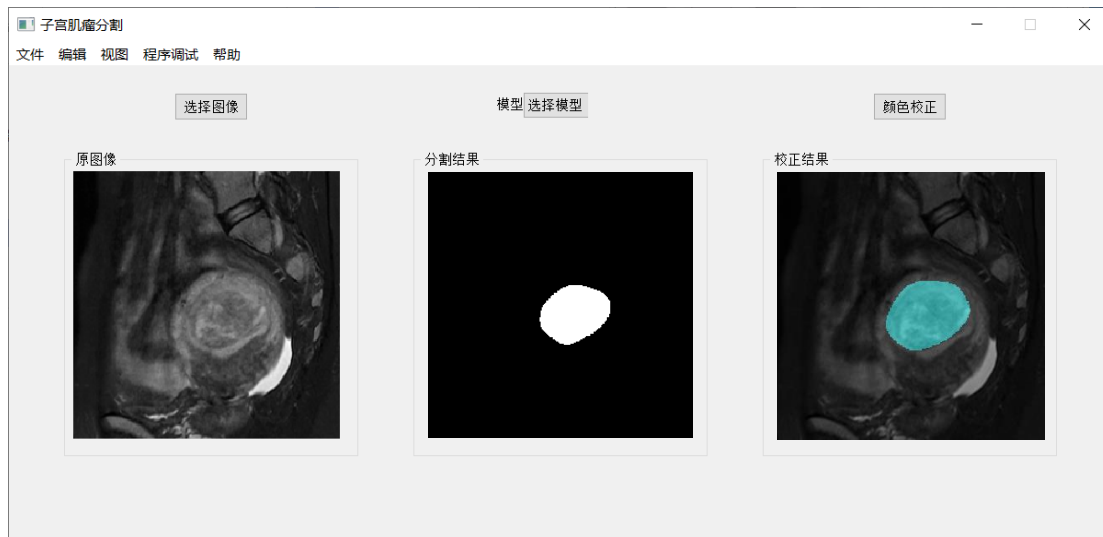 子宫肌瘤分割
文件 编辑 视图 程序调试 帮助
选择图像 模型 选择模型 颜色校正
原图像 分割结果 校正结果